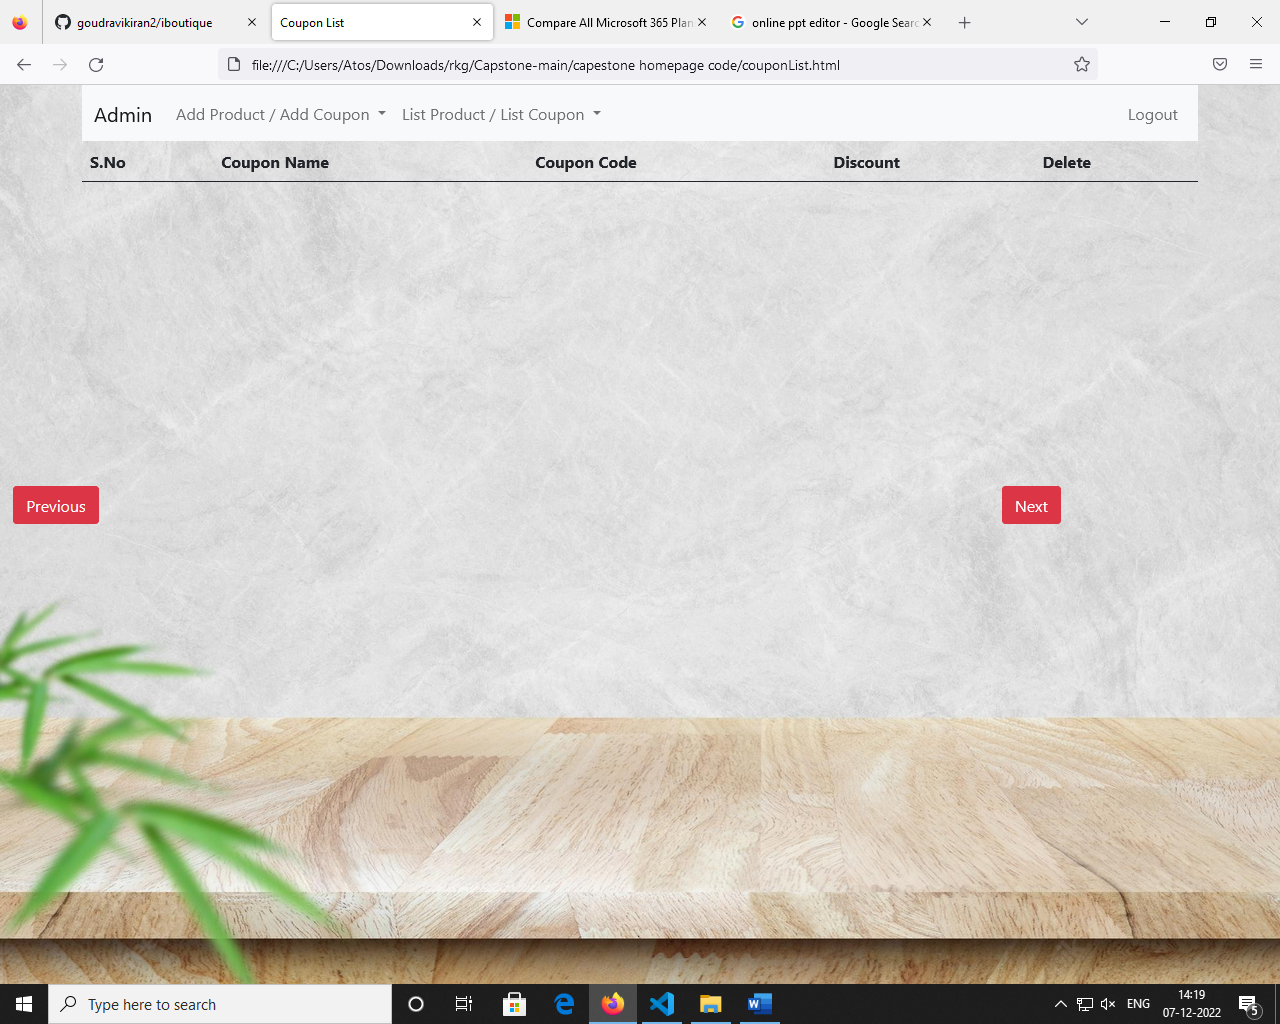 goudravikiran2/iboutique
Coupon List
Compare All Microsoft 365 Plan
online ppt editor - Google Searc
file:///C:/Users/Atos/Downloads/rkg/Capstone-main/capestone homepage code/couponList.html
Admin Add Product / Add Coupon List Product / List Coupon Logout
S.No Coupon Name Coupon Code Discount Delete
Previous Next
Type here to search
ENG
14:19
07-12-2022
5